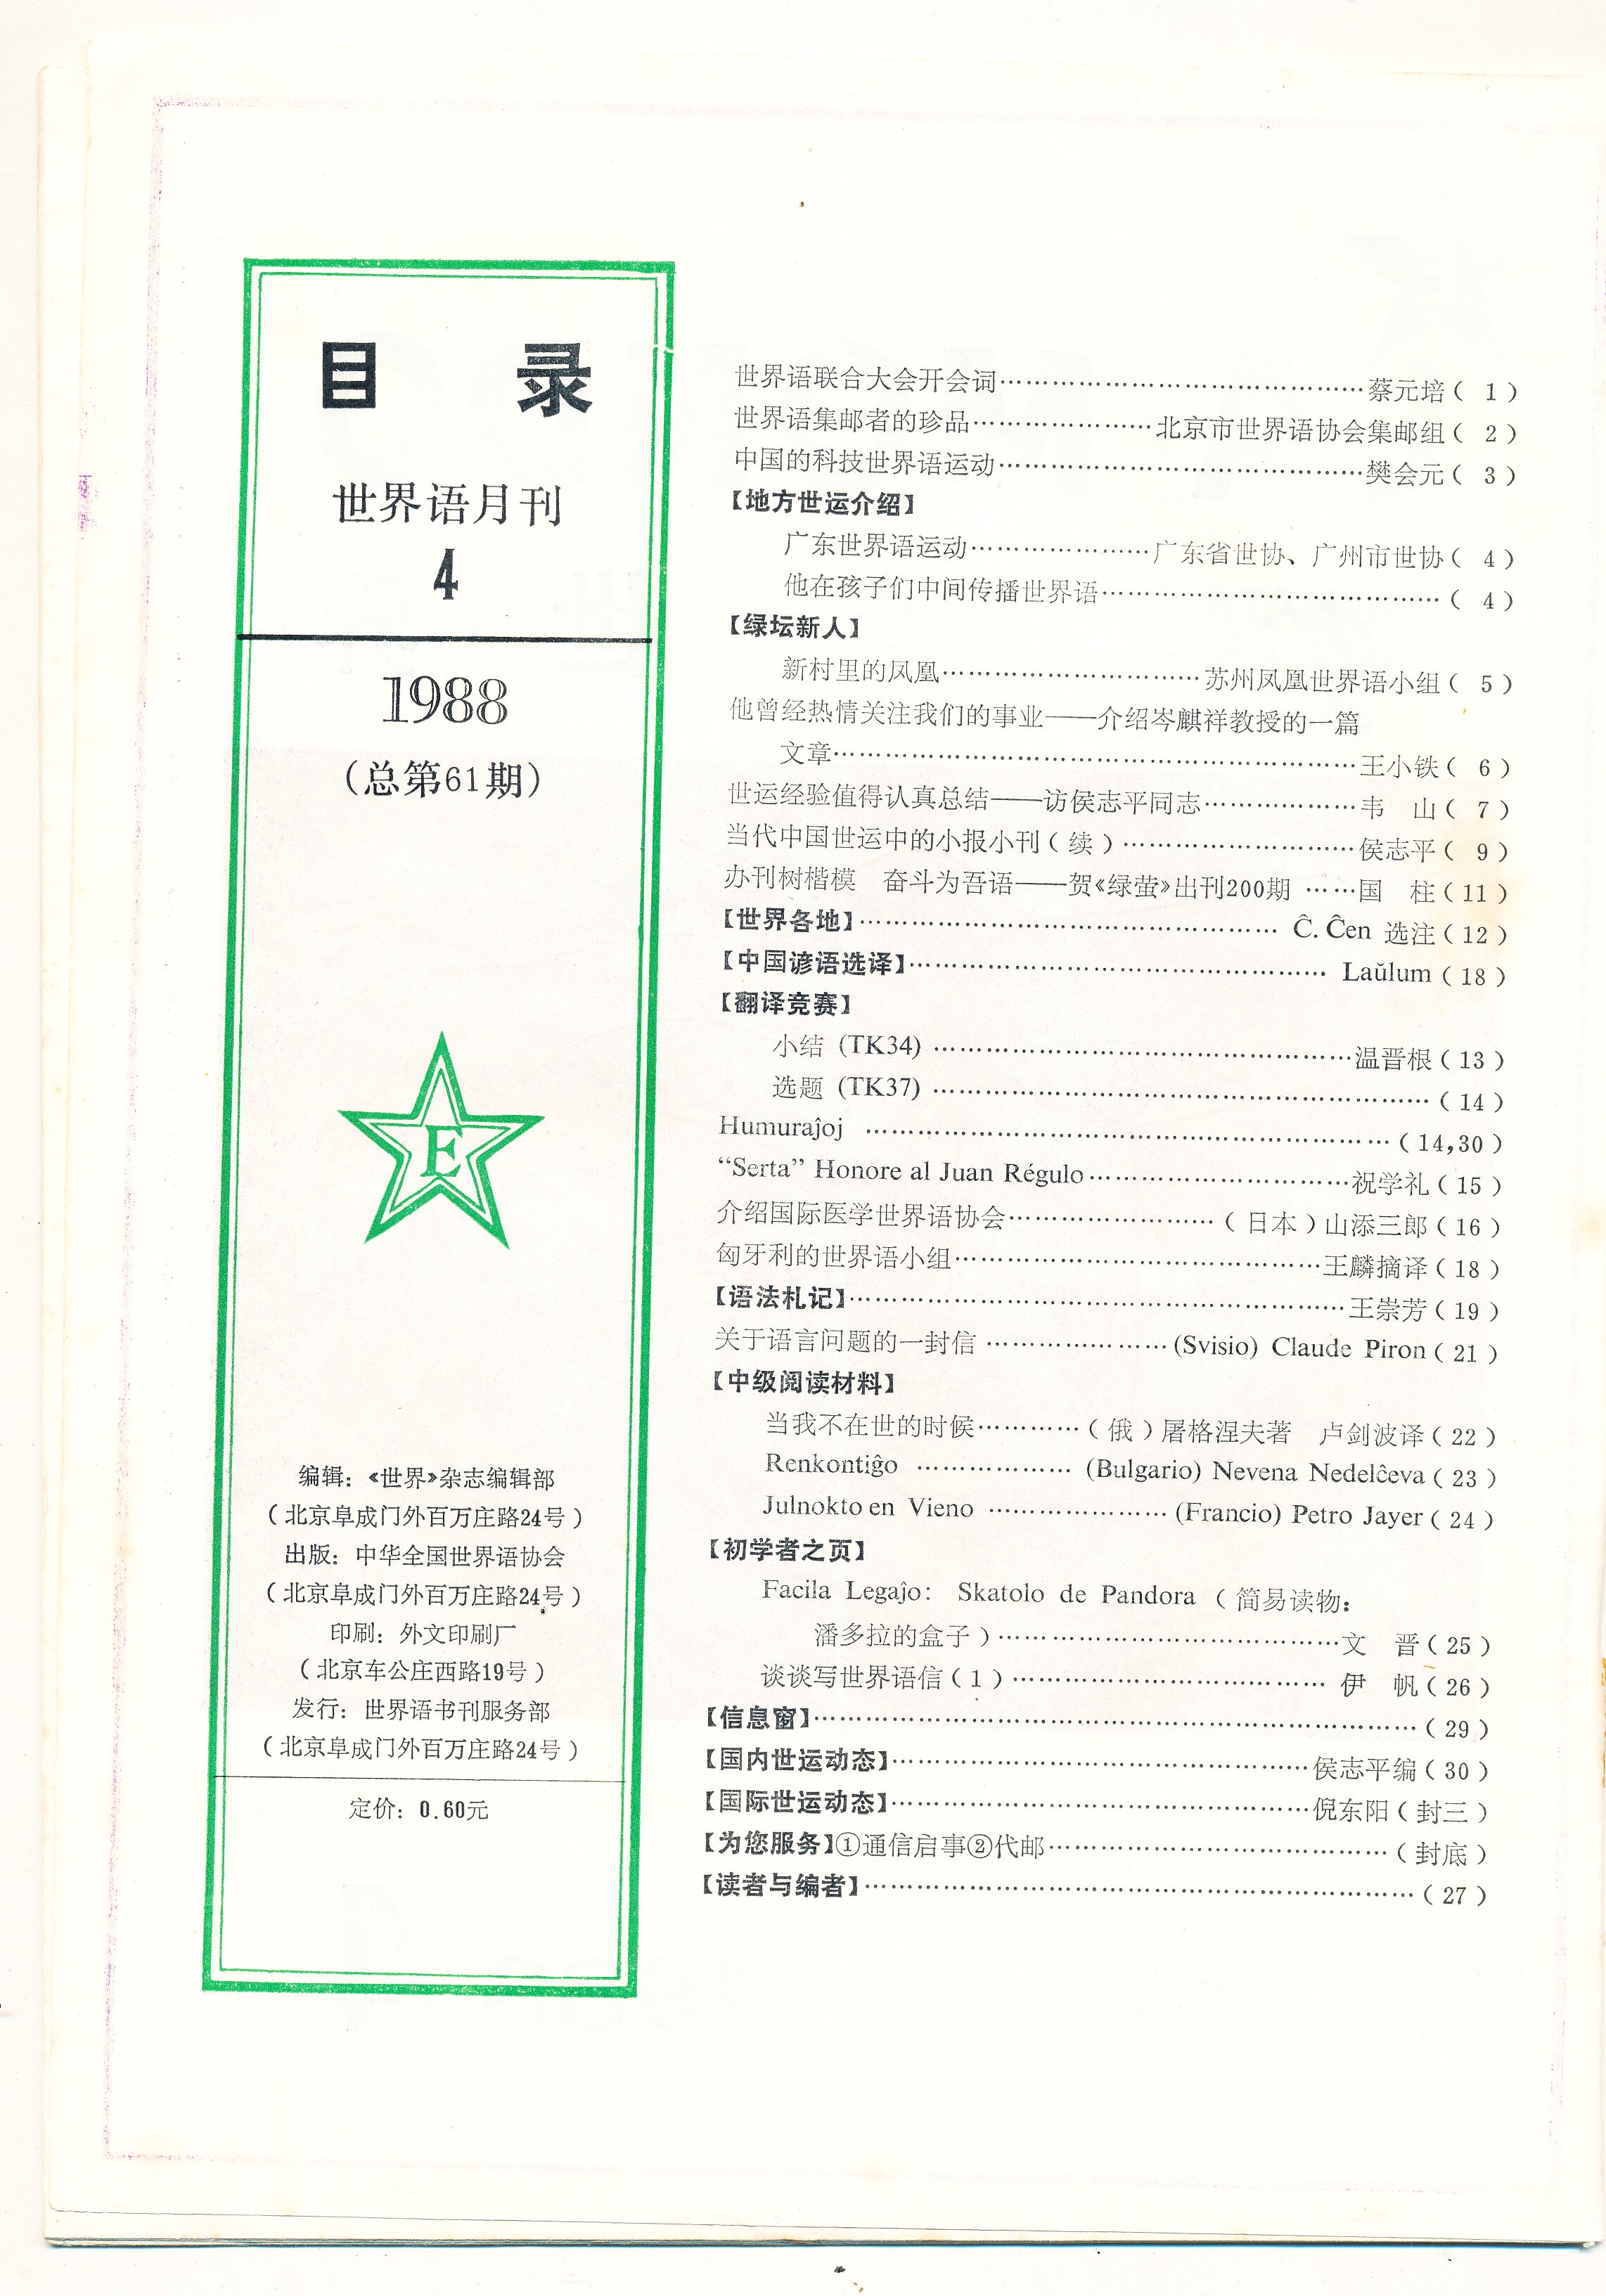 目 录
世界语月刊
4
1988
(总第61期)
E
编辑：《世界》杂志编辑部
（北京阜成门外百万庄路24号）
出版：中华全国世界语协会
（北京阜成门外百万庄路24号）
印刷：外文印刷厂
（北京车公庄西路19号）
发行：世界语书刊服务部
（北京阜成门外百万庄路24号）
定价：0.60元
世界语联合大会开会词……………………………………蔡元培（ 1 ）
世界语集邮者的珍品…………………北京市世界语协会集邮组（ 2 ）
中国的科技世界语运动……………………………………樊会元（ 3 ）
【地方世运介绍】
广东世界语运动…………………广东省世协、广州市世协（ 4 ）
他在孩子们中间传播世界语…………………………………（ 4 ）
【绿坛新人】
新村里的凤凰…………………………苏州凤凰世界语小组（ 5 ）
他曾经热情关注我们的事业——介绍岑麒祥教授的一篇
文章……………………………………………………王小铁（ 6 ）
世运经验值得认真总结——访侯志平同志………………韦 山（ 7 ）
当代中国世运中的小报小刊（续）………………………侯志平（ 9 ）
办刊树楷模 奋斗为吾语——贺《绿萤》出刊200期 ……国 柱（11 ）
【世界各地】………………………………………… Ĉ. Ĉen 选注（12 ）
【中国谚语选译】………………………………………… Laŭlum（18 ）
【翻译竞赛】
小结 (TK34) …………………………………………温晋根（13 ）
选题 (TK37) …………………………………………………（14 ）
Humuraĵoj ……………………………………………………（14,30）
“Serta” Honore al Juan Régulo…………………………祝学礼（15 ）
介绍国际医学世界语协会……………………（日本）山添三郎（16 ）
匈牙利的世界语小组……………………………………王麟摘译（18 ）
【语法札记】…………………………………………………王崇芳（19 ）
关于语言问题的一封信 …………………(Svisio) Claude Piron（21 ）
【中级阅读材料】
当我不在世的时候…………（俄）屠格涅夫著 卢剑波译（22 ）
Renkontiĝo ……………… (Bulgario) Nevena Nedelĉeva（23 ）
Julnokto en Vieno ………………… (Francio) Petro Jayer（24 ）
【初学者之页】
Facila Legaĵo: Skatolo de Pandora （简易读物：
潘多拉的盒子）…………………………………文 晋（25 ）
谈谈写世界语信（1）……………………………… 伊 帆（26 ）
【信息窗】……………………………………………………………（29 ）
【国内世运动态】…………………………………………侯志平编（30 ）
【国际世运动态】…………………………………………倪东阳（封三）
【为您服务】①通信启事②代邮…………………………………（封底）
【读者与编者】………………………………………………………（27 ）